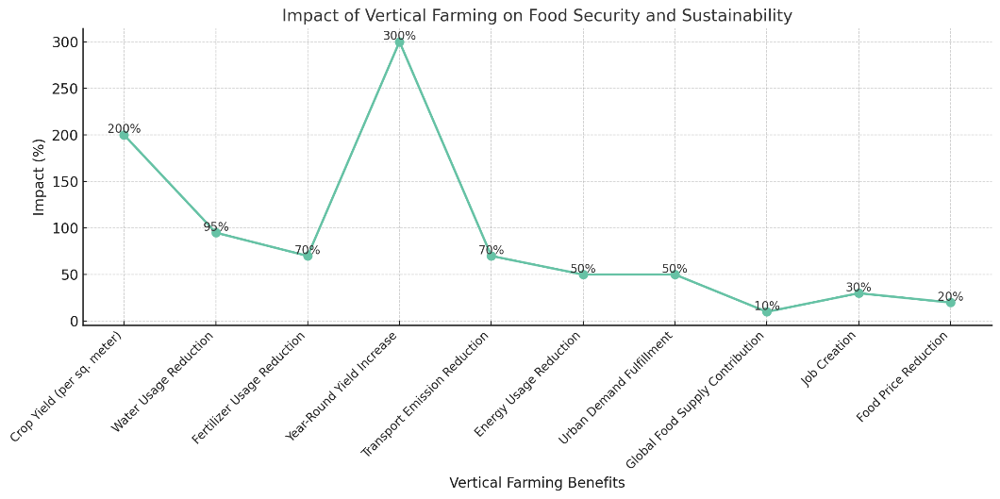 Impact of Vertical Farming on Food Security and Sustainability
Impact (%)
300
250
200
150
100
50
0
200%
95%
70%
300%
70%
50%
50%
10%
30%
20%
Crop Yield (per sq. meter)
Water Usage Reduction
Fertilizer Usage Reduction
Year-Round Yield Increase
Transport Emission Reduction
Energy Usage Reduction
Urban Demand Fulfillment
Global Food Supply Contribution
Job Creation
Food Price Reduction
Vertical Farming Benefits